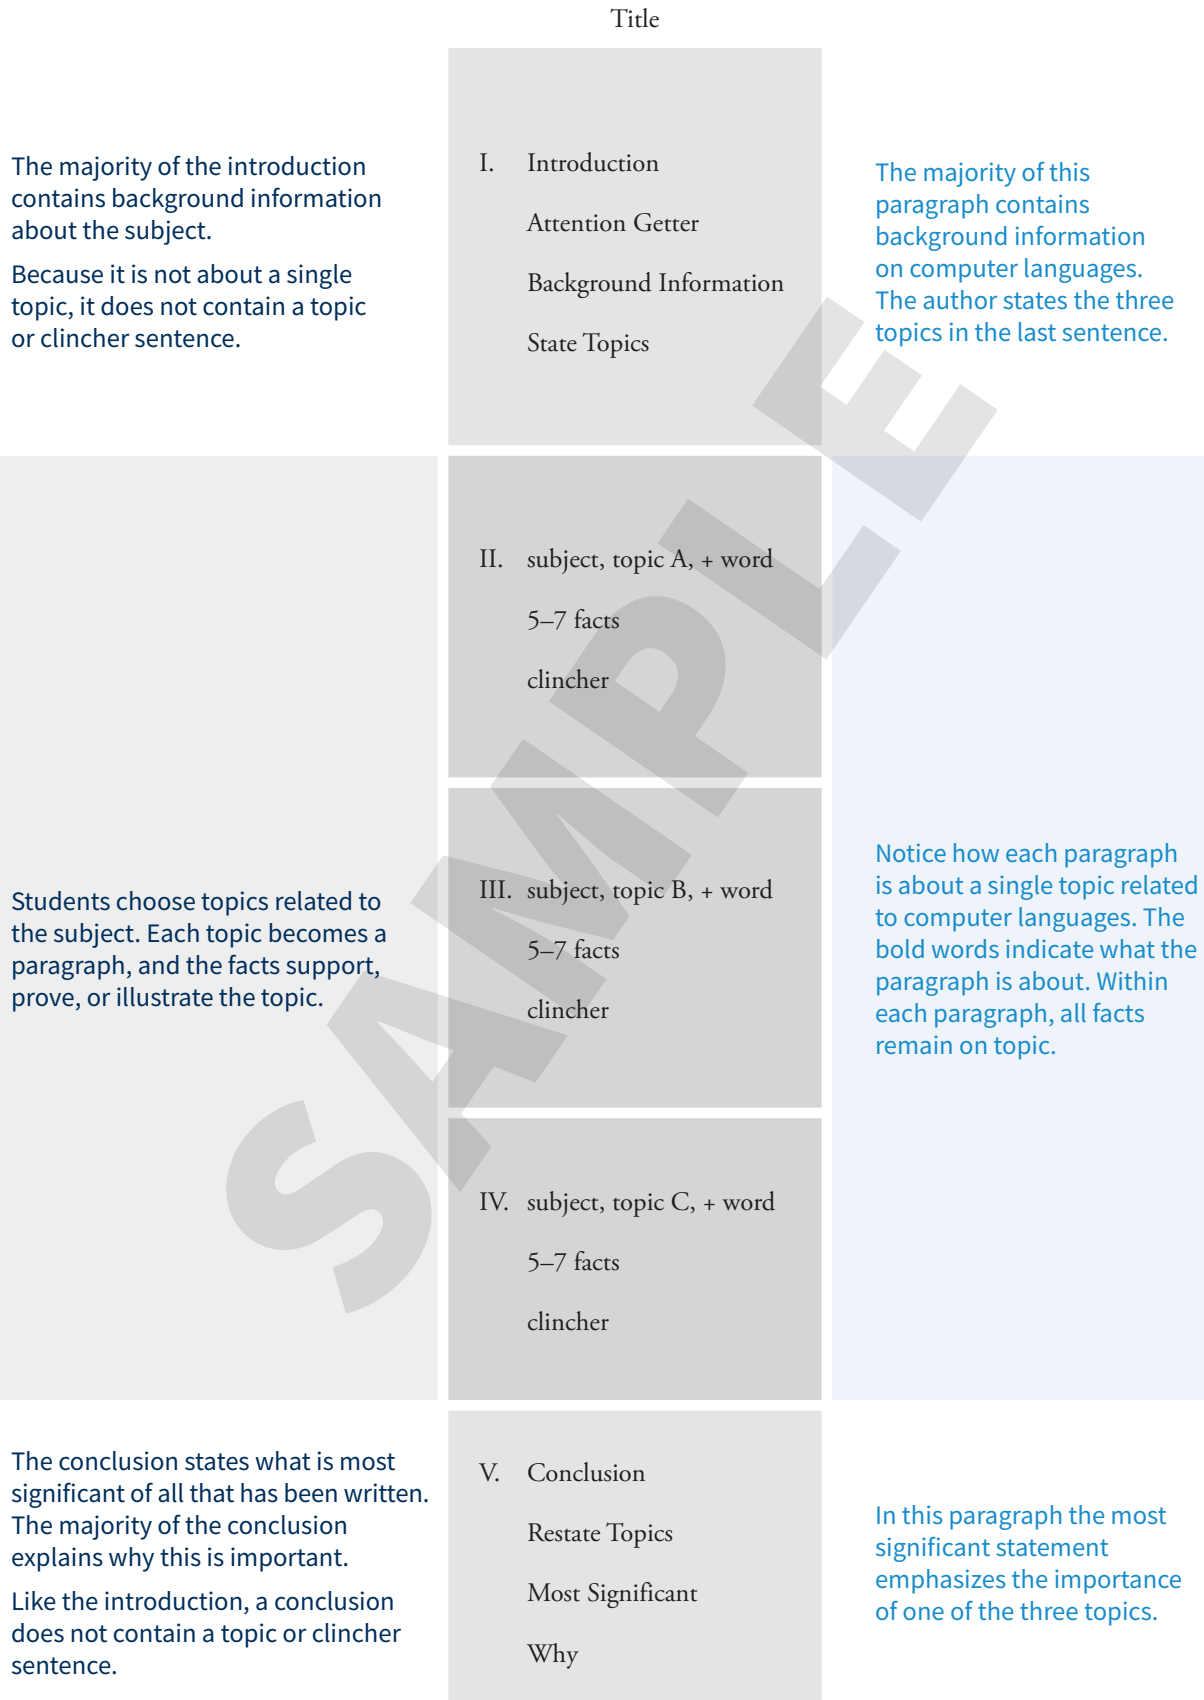 Title
The majority of the introduction
contains background information
about the subject.
Because it is not about a single
topic, it does not contain a topic
or clincher sentence.
I. Introduction
Attention Getter
Background Information
State Topics
The majority of this
paragraph contains
background information
on computer languages.
The author states the three
topics in the last sentence.
Students choose topics related to
the subject. Each topic becomes a
paragraph, and the facts support,
prove, or illustrate the topic.
II. subject, topic A, + word
5–7 facts
clincher
III. subject, topic B, + word
5–7 facts
clincher
IV. subject, topic C, + word
5–7 facts
clincher
Notice how each paragraph
is about a single topic related
to computer languages. The
bold words indicate what the
paragraph is about. Within
each paragraph, all facts
remain on topic.
The conclusion states what is most
significant of all that has been written.
The majority of the conclusion
explains why this is important.
Like the introduction, a conclusion
does not contain a topic or clincher
sentence.
V. Conclusion
Restate Topics
Most Significant
Why
In this paragraph the most
significant statement
emphasizes the importance
of one of the three topics.
SAMPLE